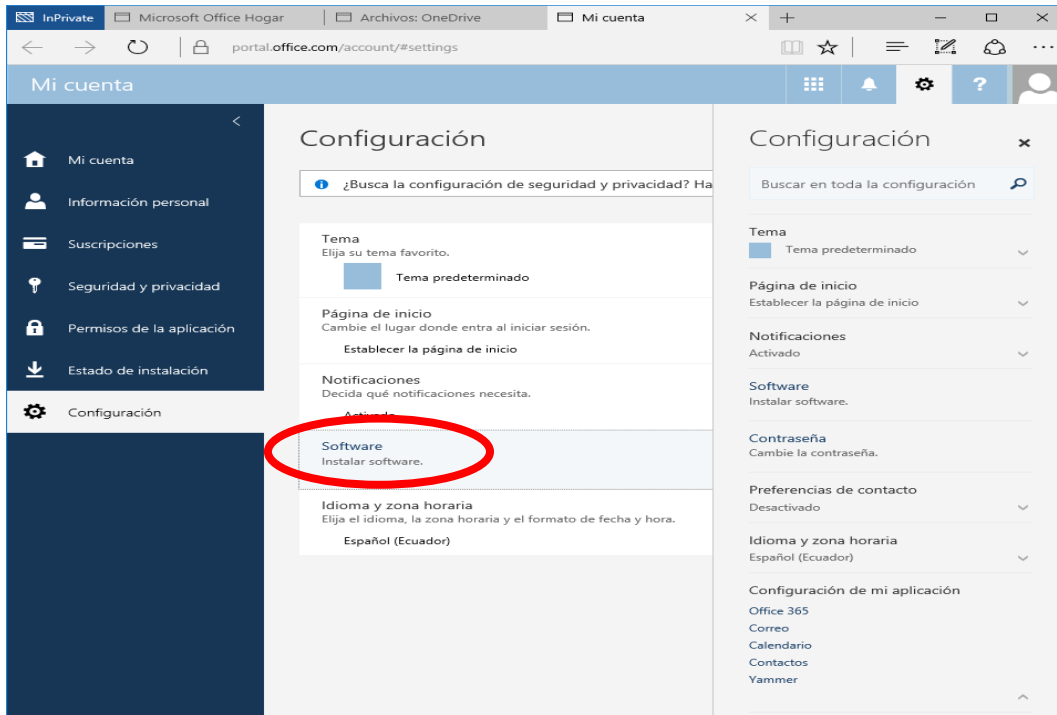 InPrivate
Microsoft Office Hogar
Archivos: OneDrive
Mi cuenta
portal.office.com/account/#settings
Mi cuenta
?
Mi cuenta
Información personal
Suscripciones
Seguridad y privacidad
Permisos de la aplicación
Estado de instalación
Configuración
Configuración
¿Busca la configuración de seguridad y privacidad? Ha
Tema
Elija su tema favorito.
Tema predeterminado
Página de inicio
Cambie el lugar donde entra al iniciar sesión.
Establecer la página de inicio
Notificaciones
Decida qué notificaciones necesita.
Activado
Software
Instalar software.
Idioma y zona horaria
Elija el idioma, la zona horaria y el formato de fecha y hora.
Español (Ecuador)
Configuración
Buscar en toda la configuración
Tema
Tema predeterminado
Página de inicio
Establecer la página de inicio
Notificaciones
Activado
Software
Instalar software.
Contraseña
Cambie la contraseña.
Preferencias de contacto
Desactivado
Idioma y zona horaria
Español (Ecuador)
Configuración de mi aplicación
Office 365
Correo
Calendario
Contactos
Yammer